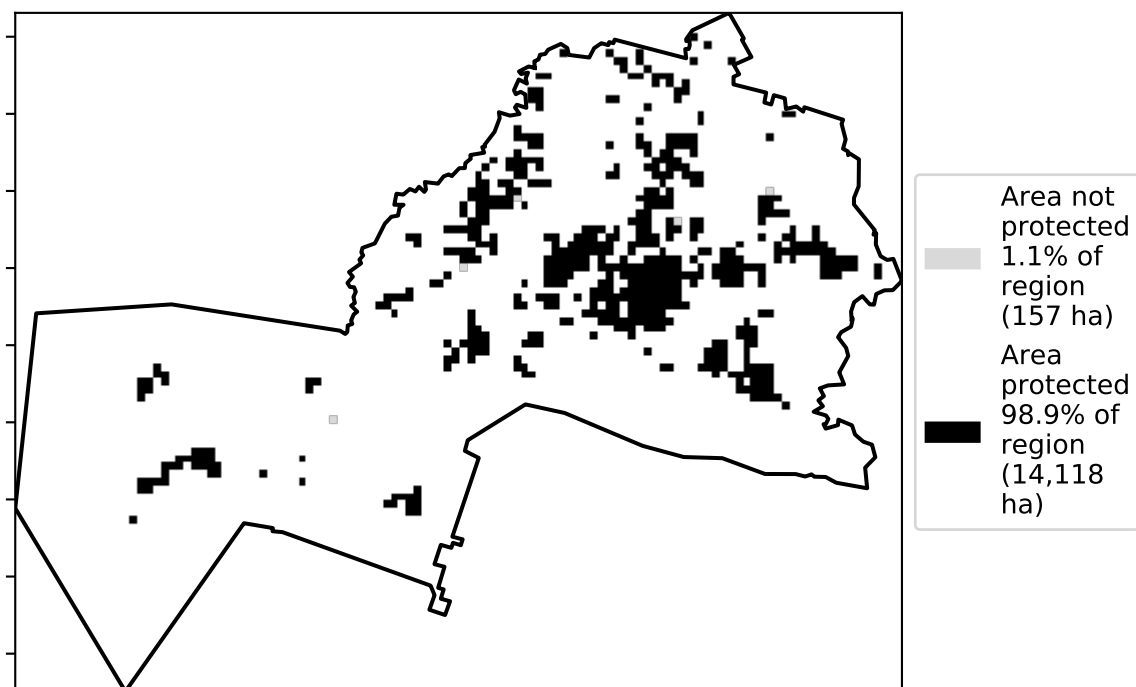 Area not
protected
1.1% of
region
(157 ha)
Area
protected
98.9% of
region
(14,118
ha)